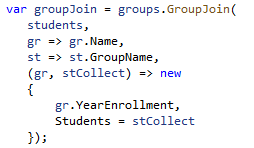 var groupJoin = groups.GroupJoin(
students,
gr => gr.Name,
st => st.GroupName,
(gr, stCollect) => new
{
gr.YearEnrollment,
Students = stCollect
});